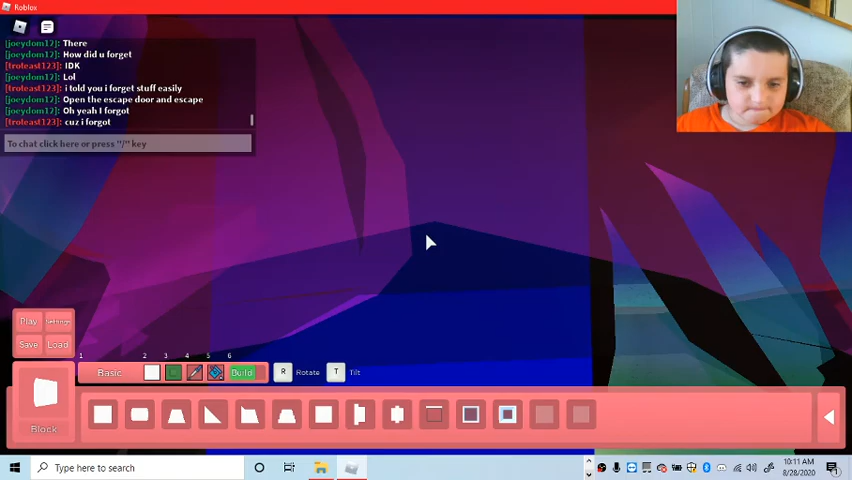 Roblox
[joeydom12]: There
[joeydom12]: How did u forget
[troteast123]: IDK
[joeydom12]: Lol
[troteast123]: i told you i forget stuff easily
[joeydom12]: Open the escape door and escape
[joeydom12]: Oh yeah I forgot
[troteast123]: cuz i forgot
To chat click here or press "/" key
Play Settings
Save Load
1 2 3 4 5 6
Basic Build R Rotate T Tilt
Block
Type here to search
10:11 AM
8/28/2020